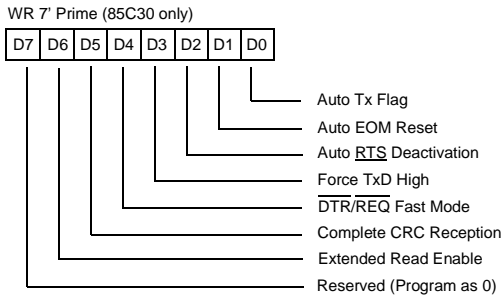 WR 7' Prime (85C30 only)
D7 D6 D5 D4 D3 D2 D1 D0
Auto Tx Flag
Auto EOM Reset
Auto RTS Deactivation
Force TxD High
DTR/REQ Fast Mode
Complete CRC Reception
Extended Read Enable
Reserved (Program as 0)